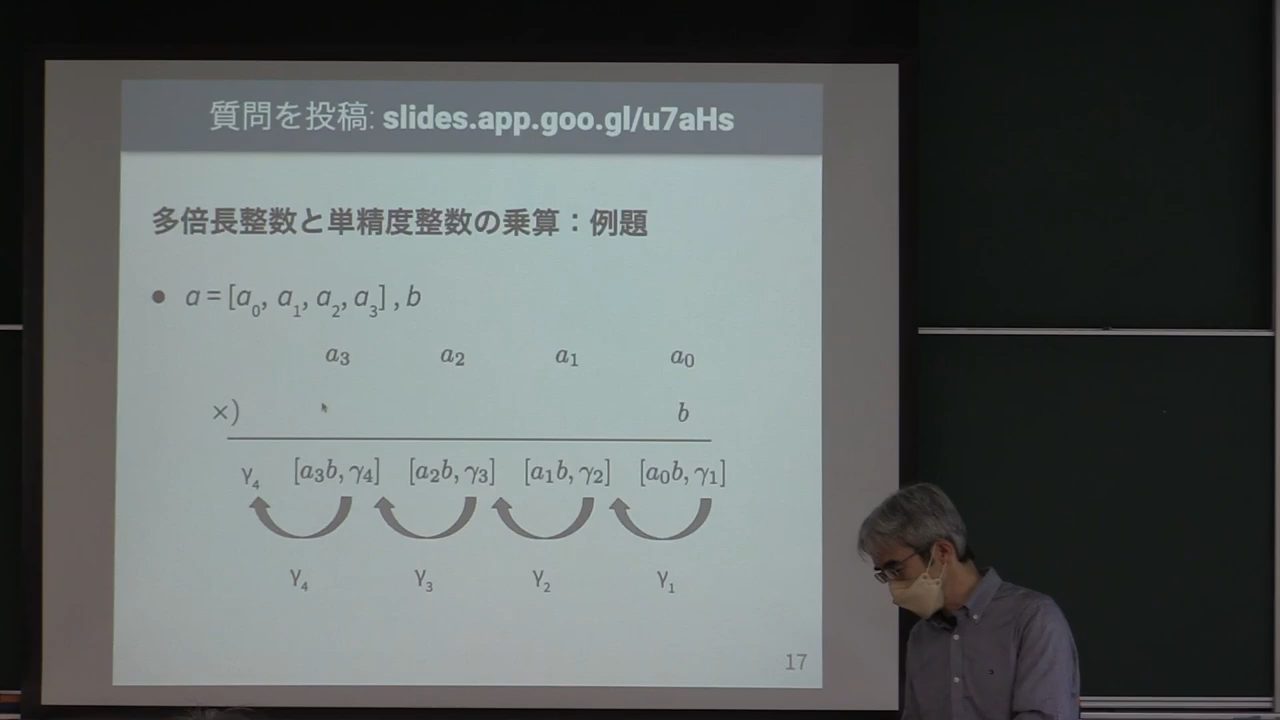 質問を投稿: slides.app.goo.gl/u7aHs
多倍長整数と単精度整数の乗算：例題
● a = [a₀, a₁, a₂, a₃] , b
a₃ a₂ a₁ a₀
×) b
γ₄ [a₃b, γ₄] [a₂b, γ₃] [a₁b, γ₂] [a₀b, γ₁]
γ₄ γ₃ γ₂ γ₁
17